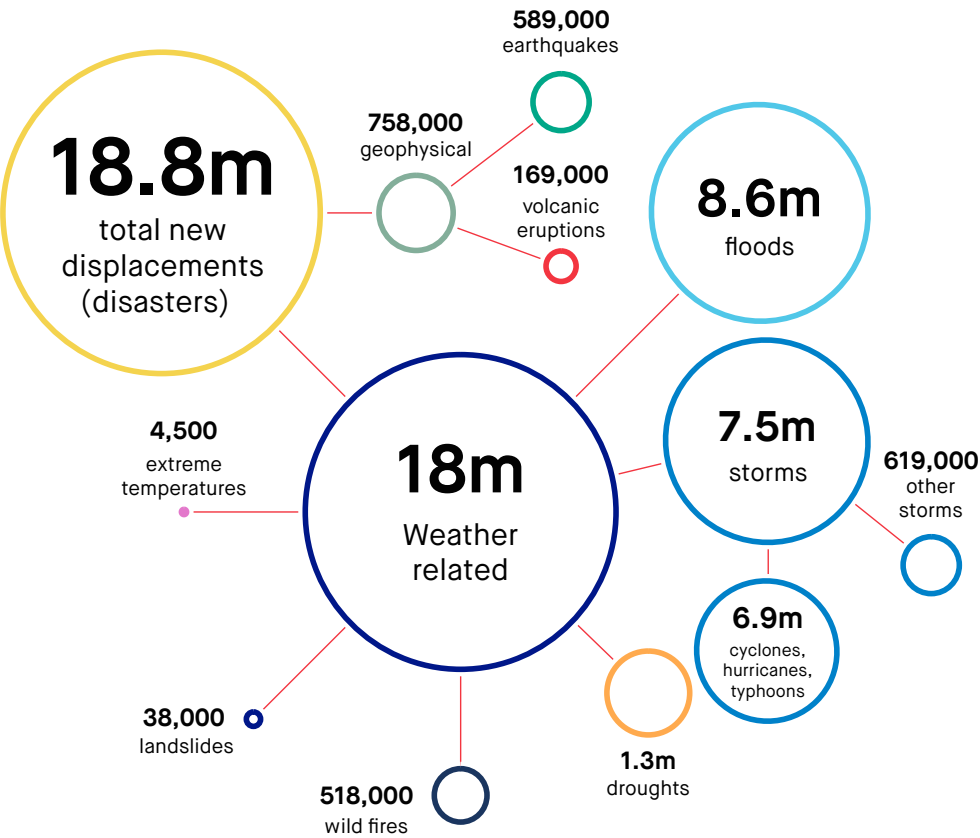 18.8m
total new
displacements
(disasters)
758,000
geophysical
589,000
earthquakes
169,000
volcanic
eruptions
18m
Weather
related
8.6m
floods
7.5m
storms
619,000
other
storms
6.9m
cyclones,
hurricanes,
typhoons
1.3m
droughts
518,000
wild fires
38,000
landslides
4,500
extreme
temperatures